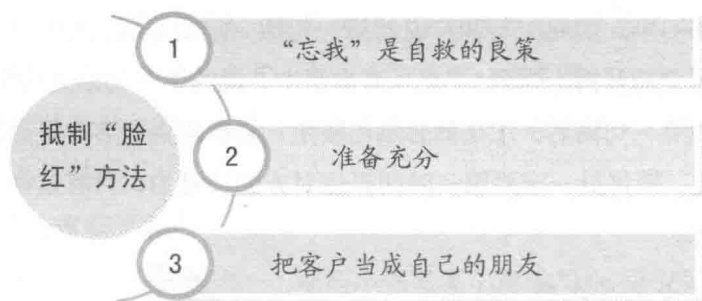 抵制“脸
红”方法
1
“忘我”是自救的良策
2
准备充分
3
把客户当成自己的朋友